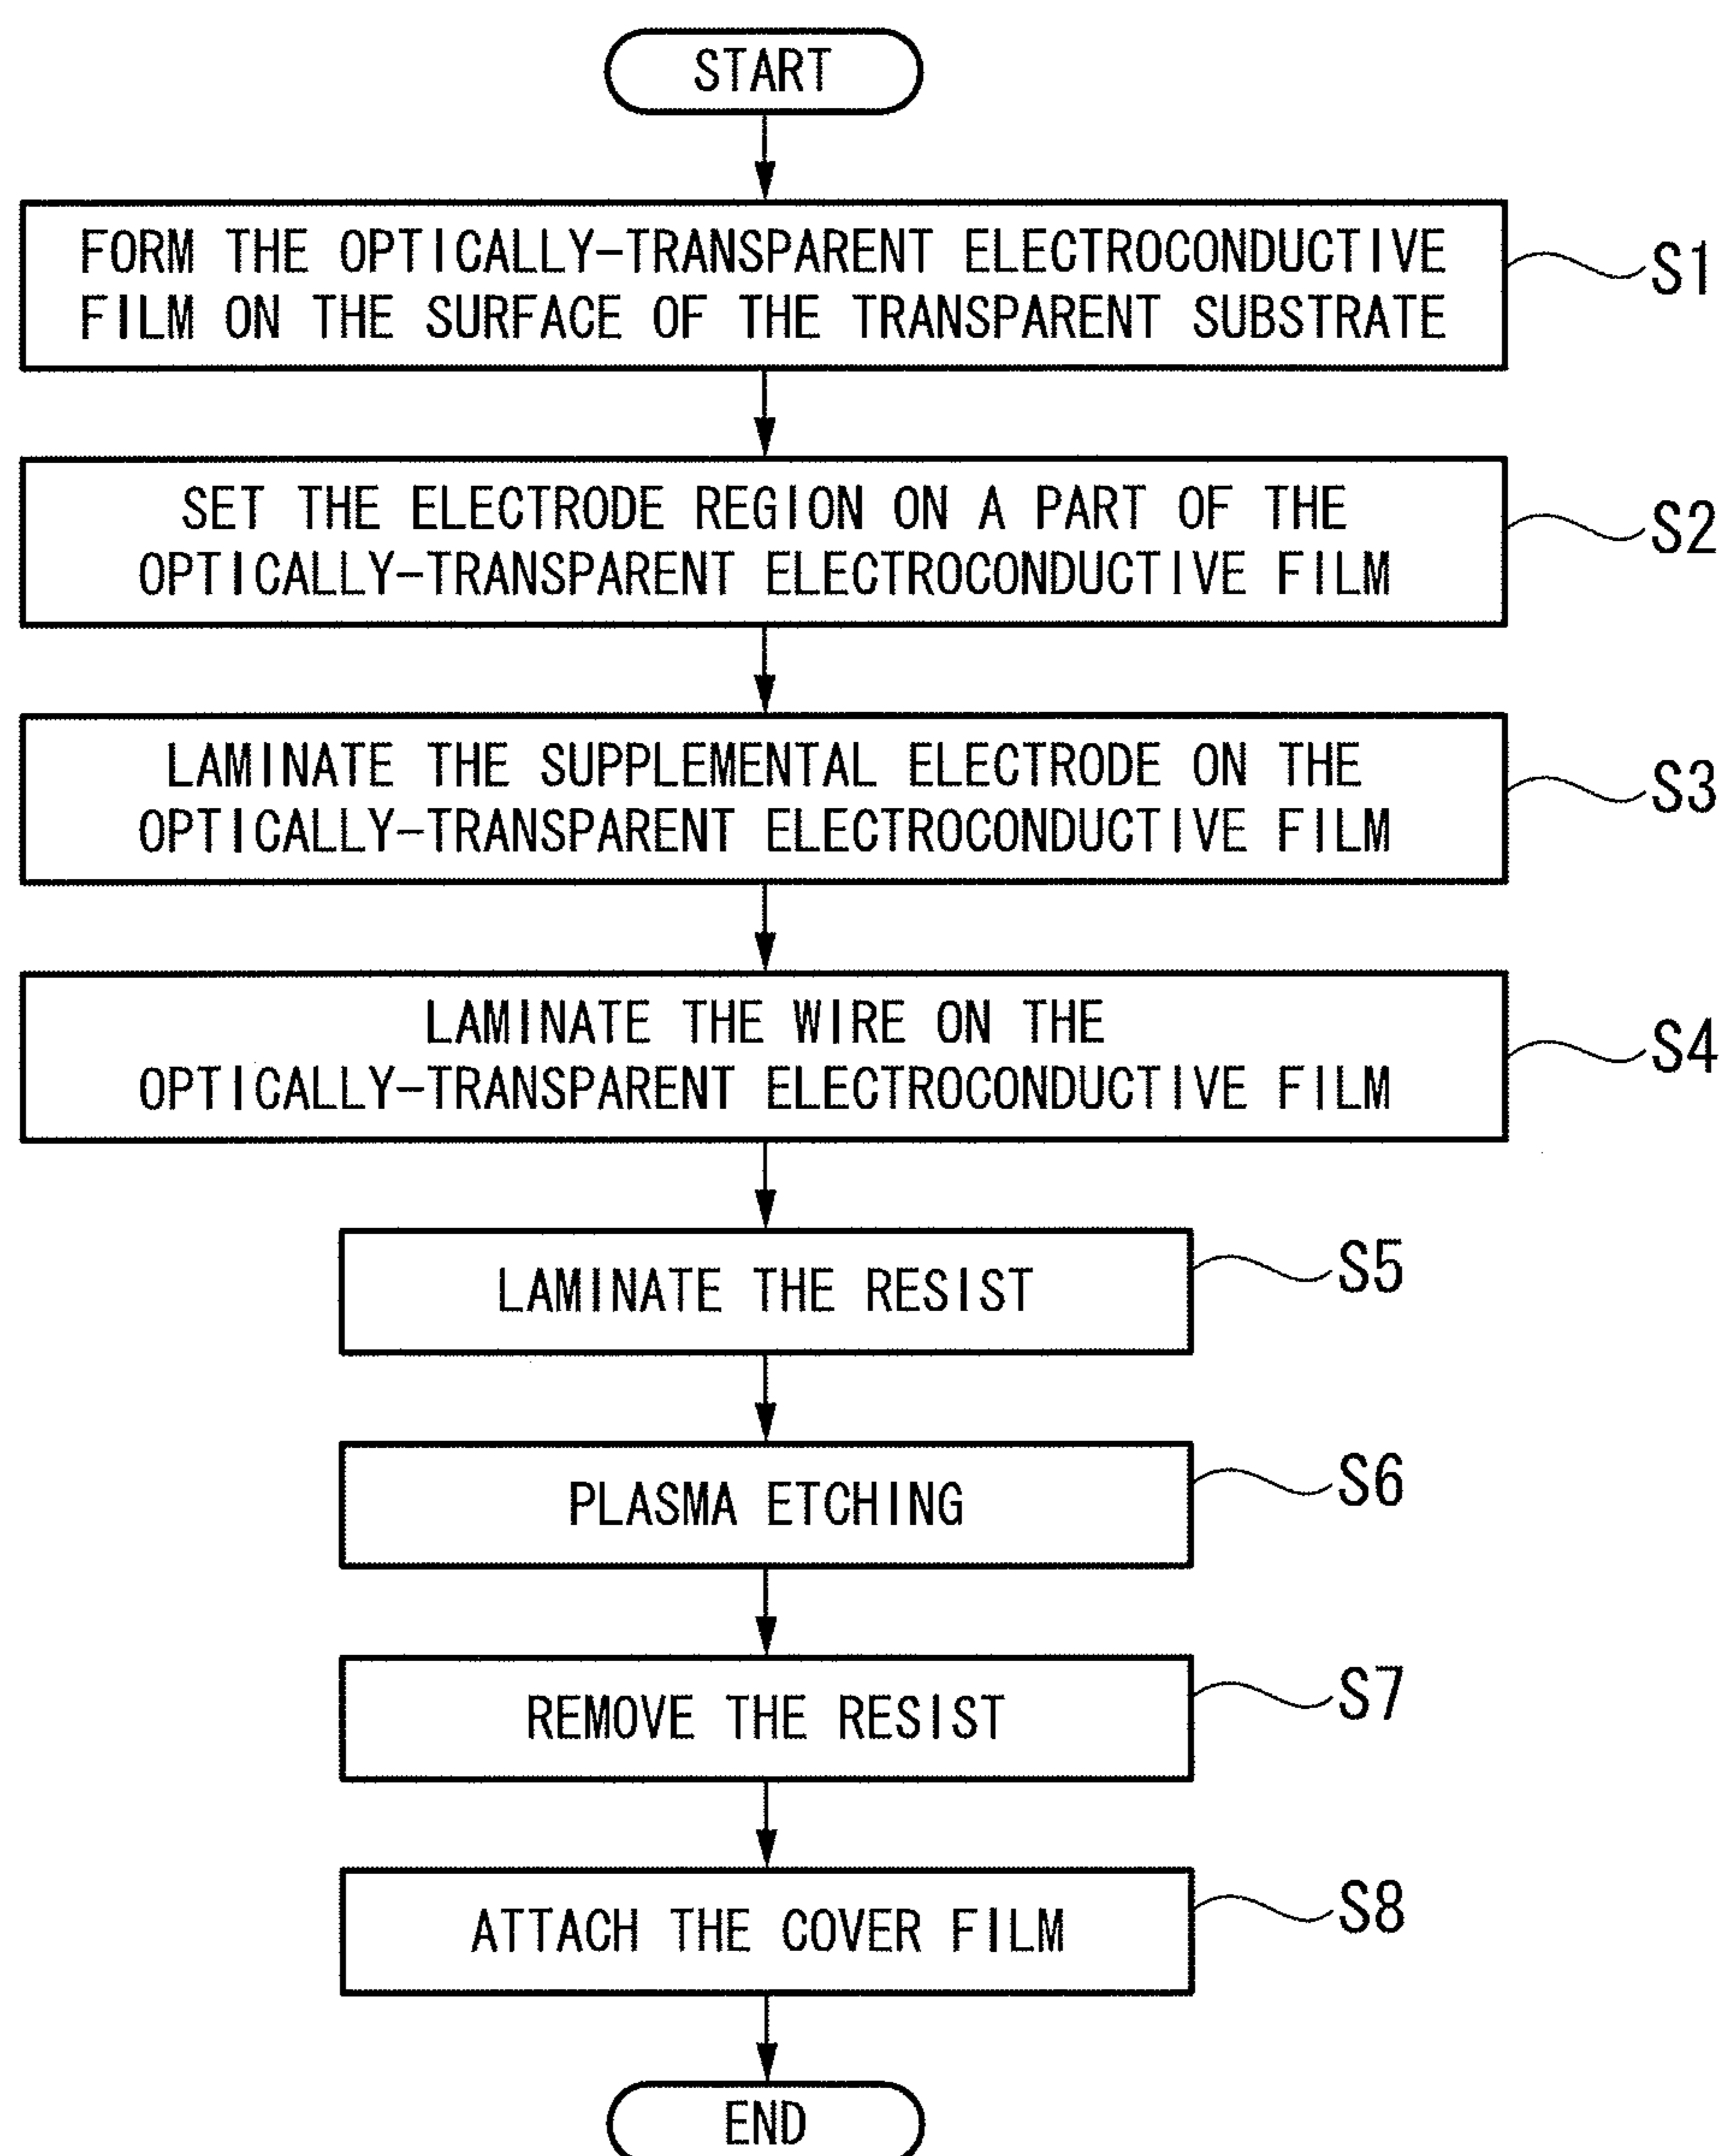 START
FORM THE OPTICALLY-TRANSPARENT ELECTROCONDUCTIVE
FILM ON THE SURFACE OF THE TRANSPARENT SUBSTRATE
S1
SET THE ELECTRODE REGION ON A PART OF THE
OPTICALLY-TRANSPARENT ELECTROCONDUCTIVE FILM
S2
LAMINATE THE SUPPLEMENTAL ELECTRODE ON THE
OPTICALLY-TRANSPARENT ELECTROCONDUCTIVE FILM
S3
LAMINATE THE WIRE ON THE
OPTICALLY-TRANSPARENT ELECTROCONDUCTIVE FILM
S4
LAMINATE THE RESIST
S5
PLASMA ETCHING
S6
REMOVE THE RESIST
S7
ATTACH THE COVER FILM
S8
END